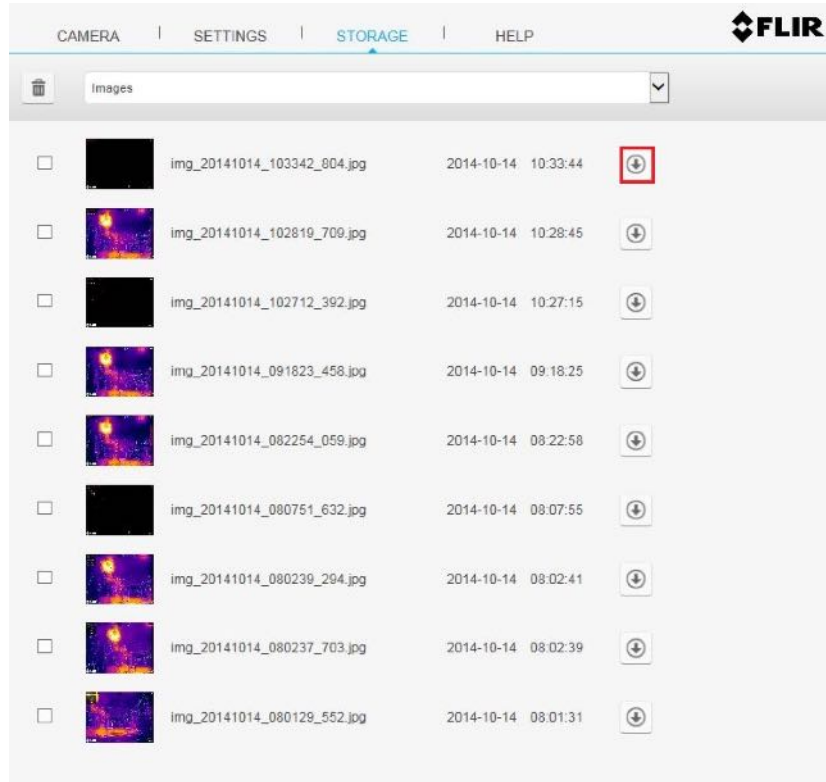 CAMERA | SETTINGS | STORAGE | HELP FLIR
Images
img_20141014_103342_804.jpg 2014-10-14 10:33:44
img_20141014_102819_709.jpg 2014-10-14 10:28:45
img_20141014_102712_392.jpg 2014-10-14 10:27:15
img_20141014_091823_458.jpg 2014-10-14 09:18:25
img_20141014_082254_059.jpg 2014-10-14 08:22:58
img_20141014_080751_632.jpg 2014-10-14 08:07:55
img_20141014_080239_294.jpg 2014-10-14 08:02:41
img_20141014_080237_703.jpg 2014-10-14 08:02:39
img_20141014_080129_552.jpg 2014-10-14 08:01:31